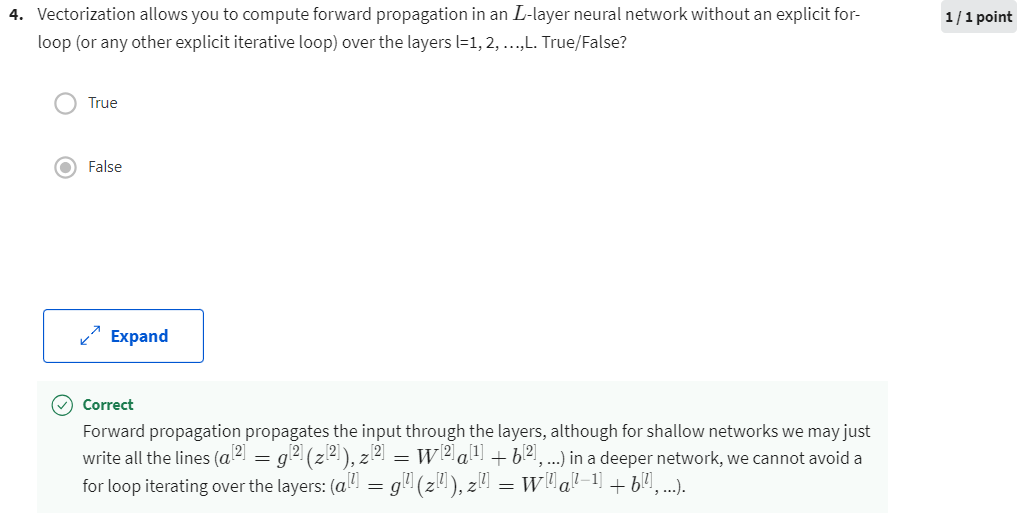 4. Vectorization allows you to compute forward propagation in an L-layer neural network without an explicit for-
1 / 1 point
loop (or any other explicit iterative loop) over the layers l=1, 2, …,L. True/False?
True
False
Expand
Correct
Forward propagation propagates the input through the layers, although for shallow networks we may just
write all the lines (a^{[2]} = g^{[2]}(z^{[2]}), z^{[2]} = W^{[2]}a^{[1]} + b^{[2]}, ...) in a deeper network, we cannot avoid a
for loop iterating over the layers: (a^{[l]} = g^{[l]}(z^{[l]}), z^{[l]} = W^{[l]}a^{[l-1]} + b^{[l]}, ...).